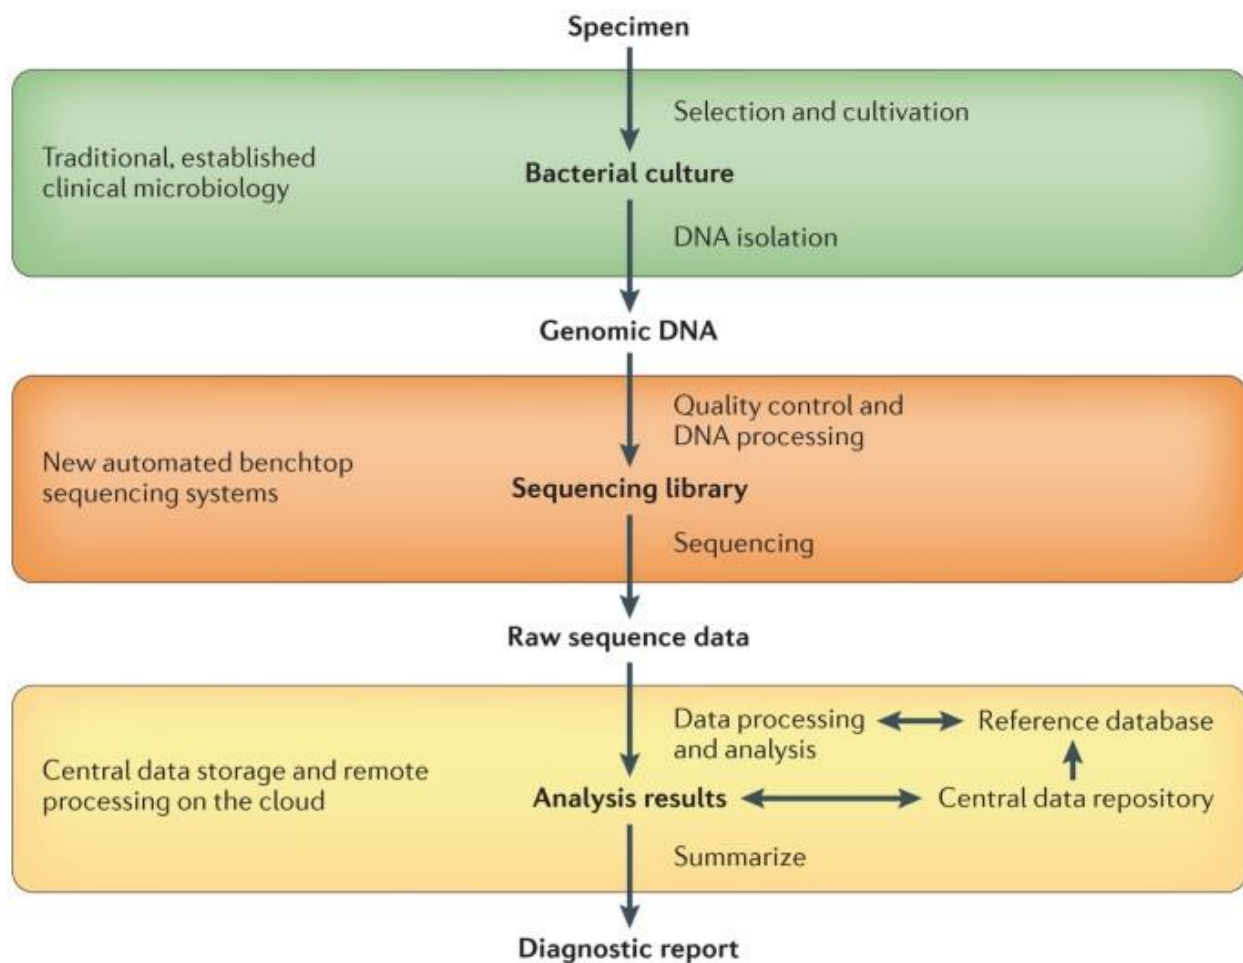 Specimen
Selection and cultivation
Traditional, established
clinical microbiology
Bacterial culture
DNA isolation
Genomic DNA
Quality control and
DNA processing
New automated benchtop
sequencing systems
Sequencing library
Sequencing
Raw sequence data
Data processing
and analysis
Reference database
Central data storage and remote
processing on the cloud
Analysis results
Central data repository
Summarize
Diagnostic report